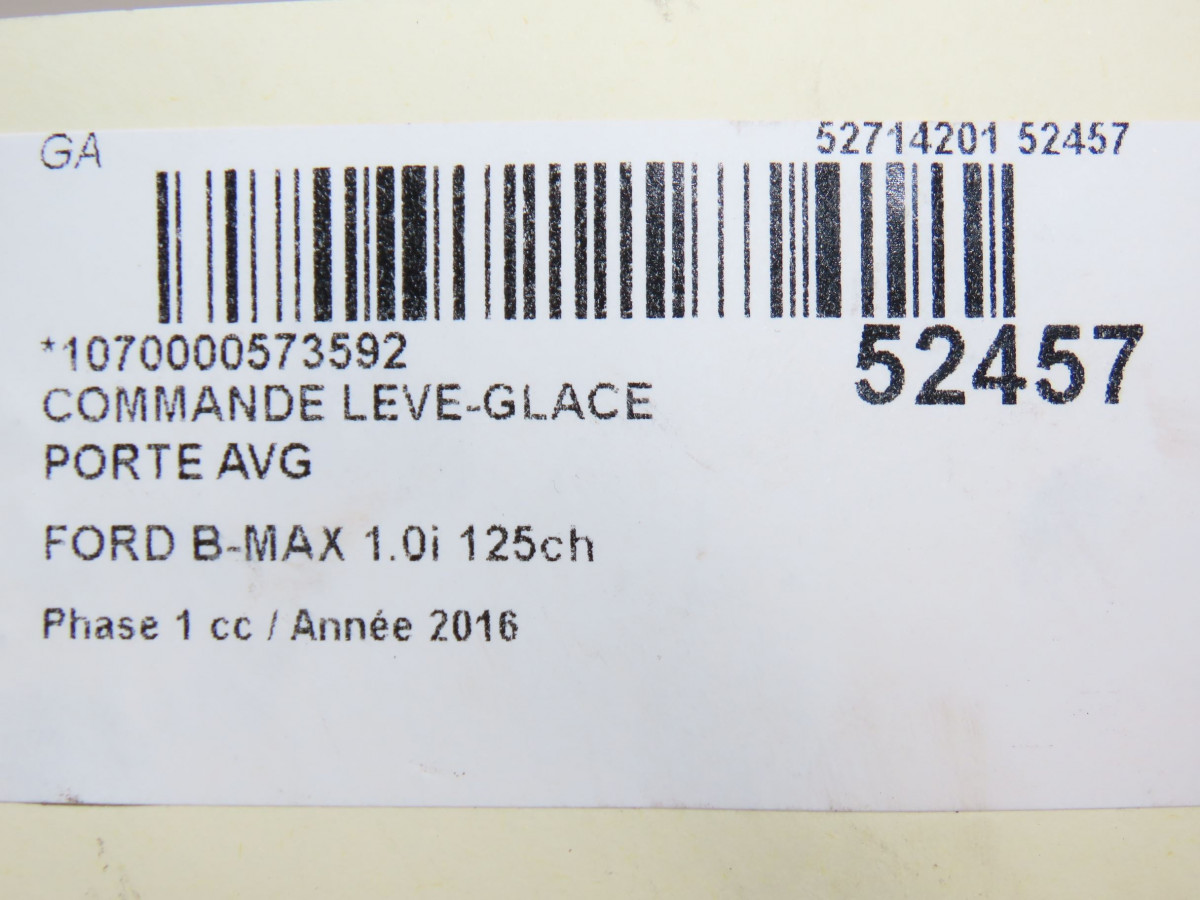 GA
52714201 52457
*1070000573592
52457
COMMANDE LEVE-GLACE
PORTE AVG
FORD B-MAX 1.0i 125ch
Phase 1 cc / Année 2016